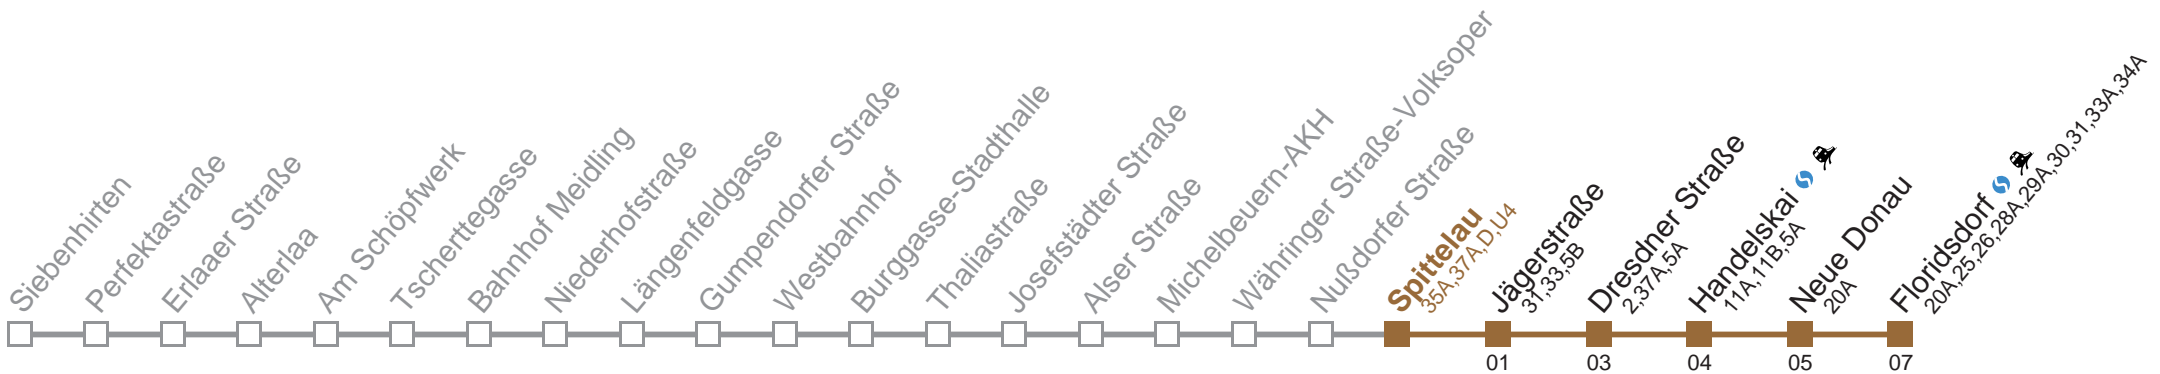 Siebenhirten
Perfektastraße
Erlaaer Straße
Alterlaa
Am Schöpfwerk
Tscherttegasse
Bahnhof Meidling
Niederhofstraße
Längenfeldgasse
Gumpendorfer Straße
Westbahnhof
Burggasse-Stadthalle
Thaliastraße
Josefstädter Straße
Alser Straße
Michelbeuern-AKH
Währinger Straße-Volksoper
Nußdorfer Straße
Spittelau
35A,37A,D,U4
Jägerstraße
31,33,5B
01
Dresdner Straße
2,37A,5A
03
Handelskai
11A,11B,5A
04
Neue Donau
20A
05
Floridsdorf
20A,25,26,28A,29A,30,31,33A,34A
07